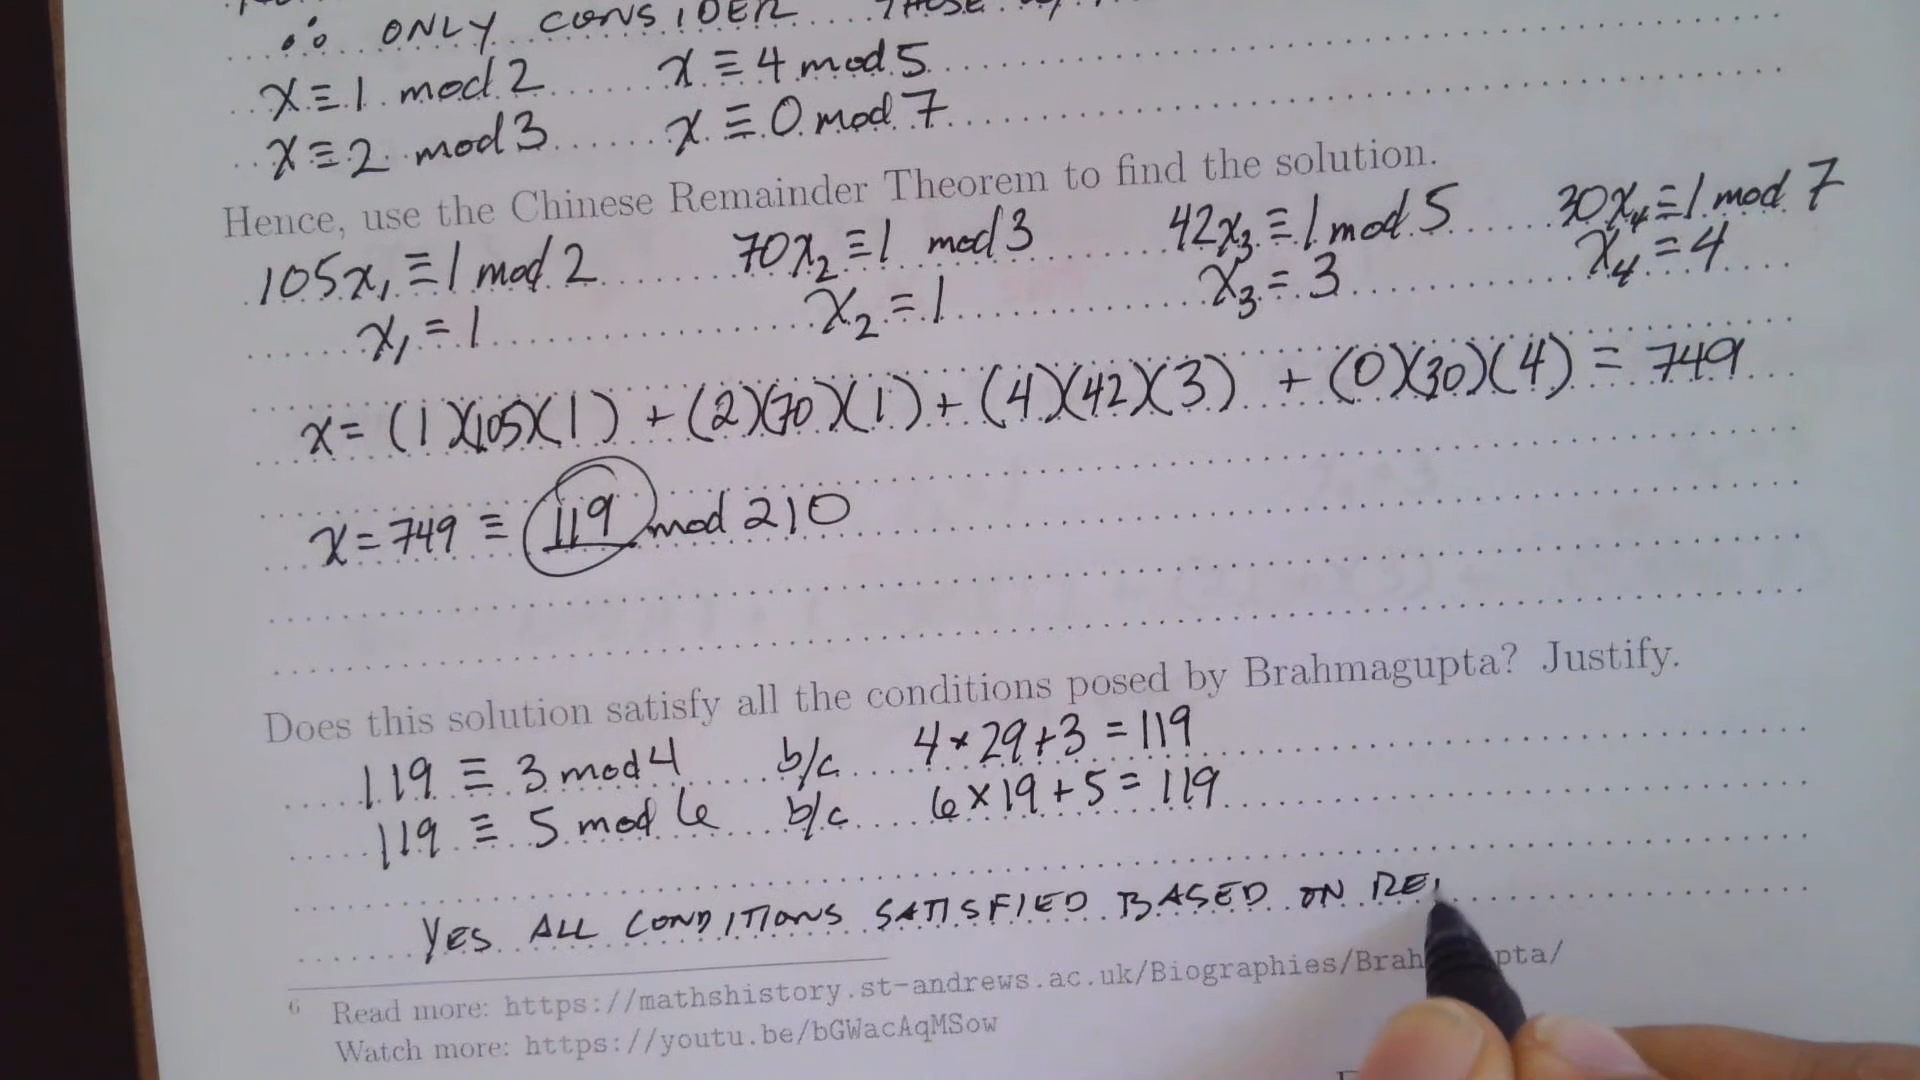 ∴ ONLY CONSIDER THESE
x ≡ 1 mod 2 x ≡ 4 mod 5
x ≡ 2 mod 3 x ≡ 0 mod 7
Hence, use the Chinese Remainder Theorem to find the solution.
105x₁ ≡ 1 mod 2 70x₂ ≡ 1 mod 3 42x₃ ≡ 1 mod 5 30x₄ ≡ 1 mod 7
x₁ = 1 x₂ = 1 x₃ = 3 x₄ = 4
x = (1)(105)(1) + (2)(70)(1) + (4)(42)(3) + (0)(30)(4) = 749
x = 749 ≡ 119 mod 210
Does this solution satisfy all the conditions posed by Brahmagupta? Justify.
119 ≡ 3 mod 4 b/c 4 × 29 + 3 = 119
119 ≡ 5 mod 6 b/c 6 × 19 + 5 = 119
YES ALL CONDITIONS SATISFIED BASED ON
6 Read more: https://mathshistory.st-andrews.ac.uk/Biographies/Brah pta/
Watch more: https://youtu.be/bGWacAqMSow